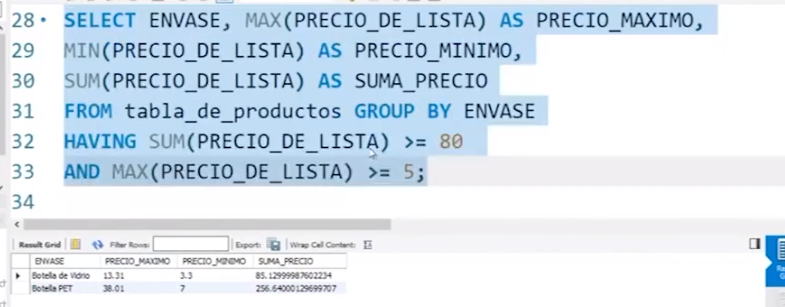 28 SELECT ENVASE, MAX(PRECIO_DE_LISTA) AS PRECIO_MAXIMO,
29 MIN(PRECIO_DE_LISTA) AS PRECIO_MINIMO,
30 SUM(PRECIO_DE_LISTA) AS SUMA_PRECIO
31 FROM tabla_de_productos GROUP BY ENVASE
32 HAVING SUM(PRECIO_DE_LISTA) >= 80
33 AND MAX(PRECIO_DE_LISTA) >= 5;
34
Result Grid Filter Rows: Export: Wrap Cell Content:
ENVASE PRECIO_MAXIMO PRECIO_MINIMO SUMA_PRECIO
Botella de Vidrio 13.31 3.3 85.12999987602234
Botella PET 38.01 7 256.64000129699707